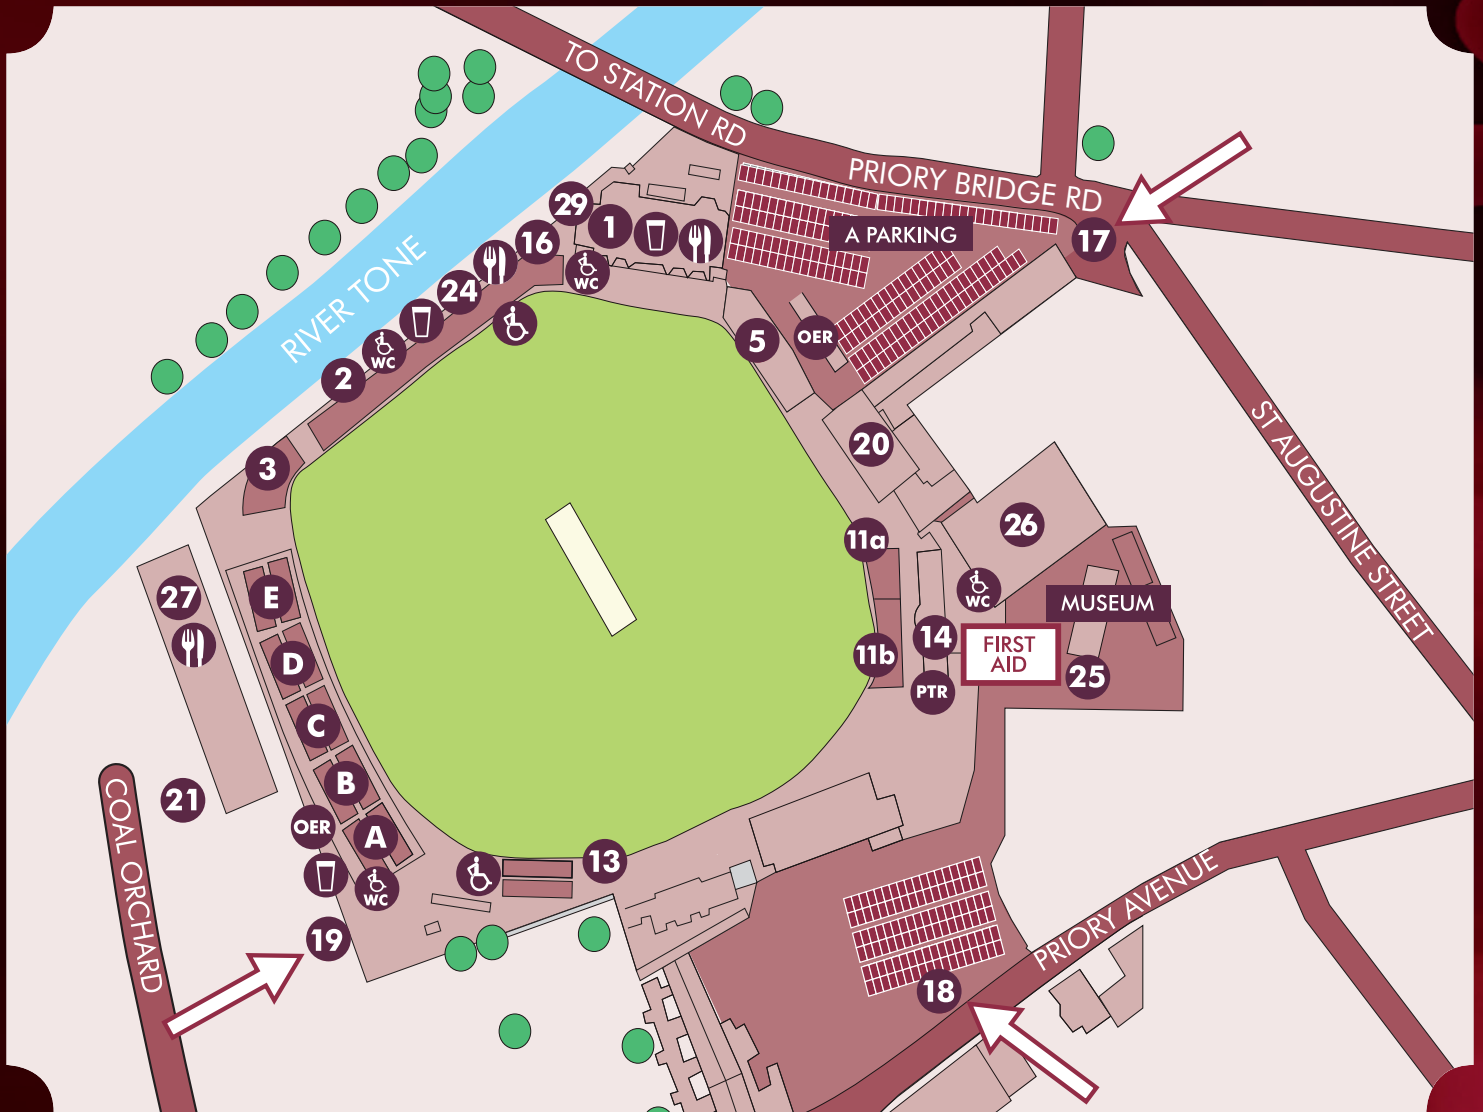 TO STATION RD
PRIORY BRIDGE RD
29
1
16
17
A PARKING
WC
24
RIVER TONE
5
OER
WC
2
3
20
ST AUGUSTINE STREET
26
11a
WC
27
E
MUSEUM
14
FIRST
AID
D
11b
25
PTR
C
B
21
COAL ORCHARD
OER
A
13
WC
PRIORY AVENUE
19
18